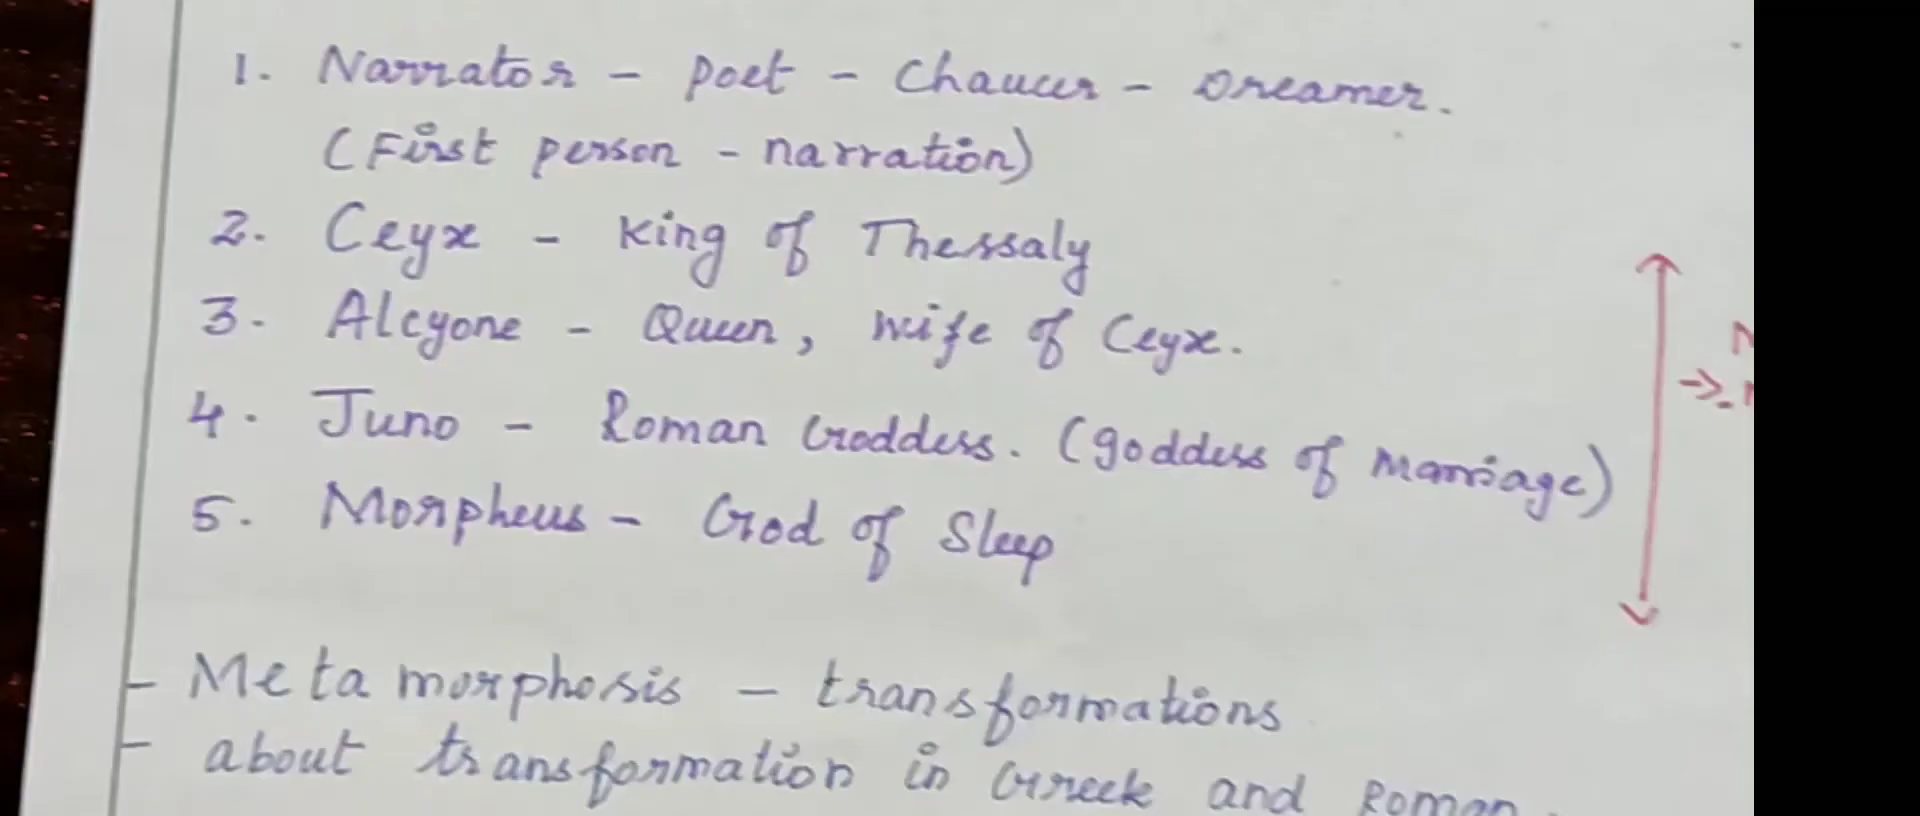 1. Narrator - Poet - Chaucer - Dreamer.
(First person - narration)
2. Ceyx - King of Thessaly
3. Alcyone - Queen, wife of Ceyx.
4. Juno - Roman Goddess. (goddess of Marriage)
5. Morpheus - God of Sleep
- Metamorphosis - transformations
- about transformation in Greek and Roman